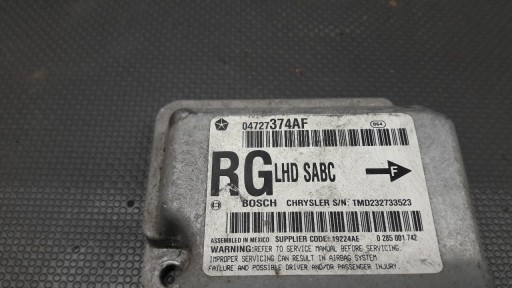 04727374AF 864
RG LHD SABC F
BOSCH CHRYSLER S/N: TMD232733523
ASSEMBLED IN MEXICO SUPPLIER CODE: 19224AE 0 285 001 742
WARNING: REFER TO SERVICE MANUAL BEFORE SERVICING.
IMPROPER SERVICING CAN RESULT IN AIRBAG SYSTEM
FAILURE AND POSSIBLE DRIVER AND/OR PASSENGER INJURY.